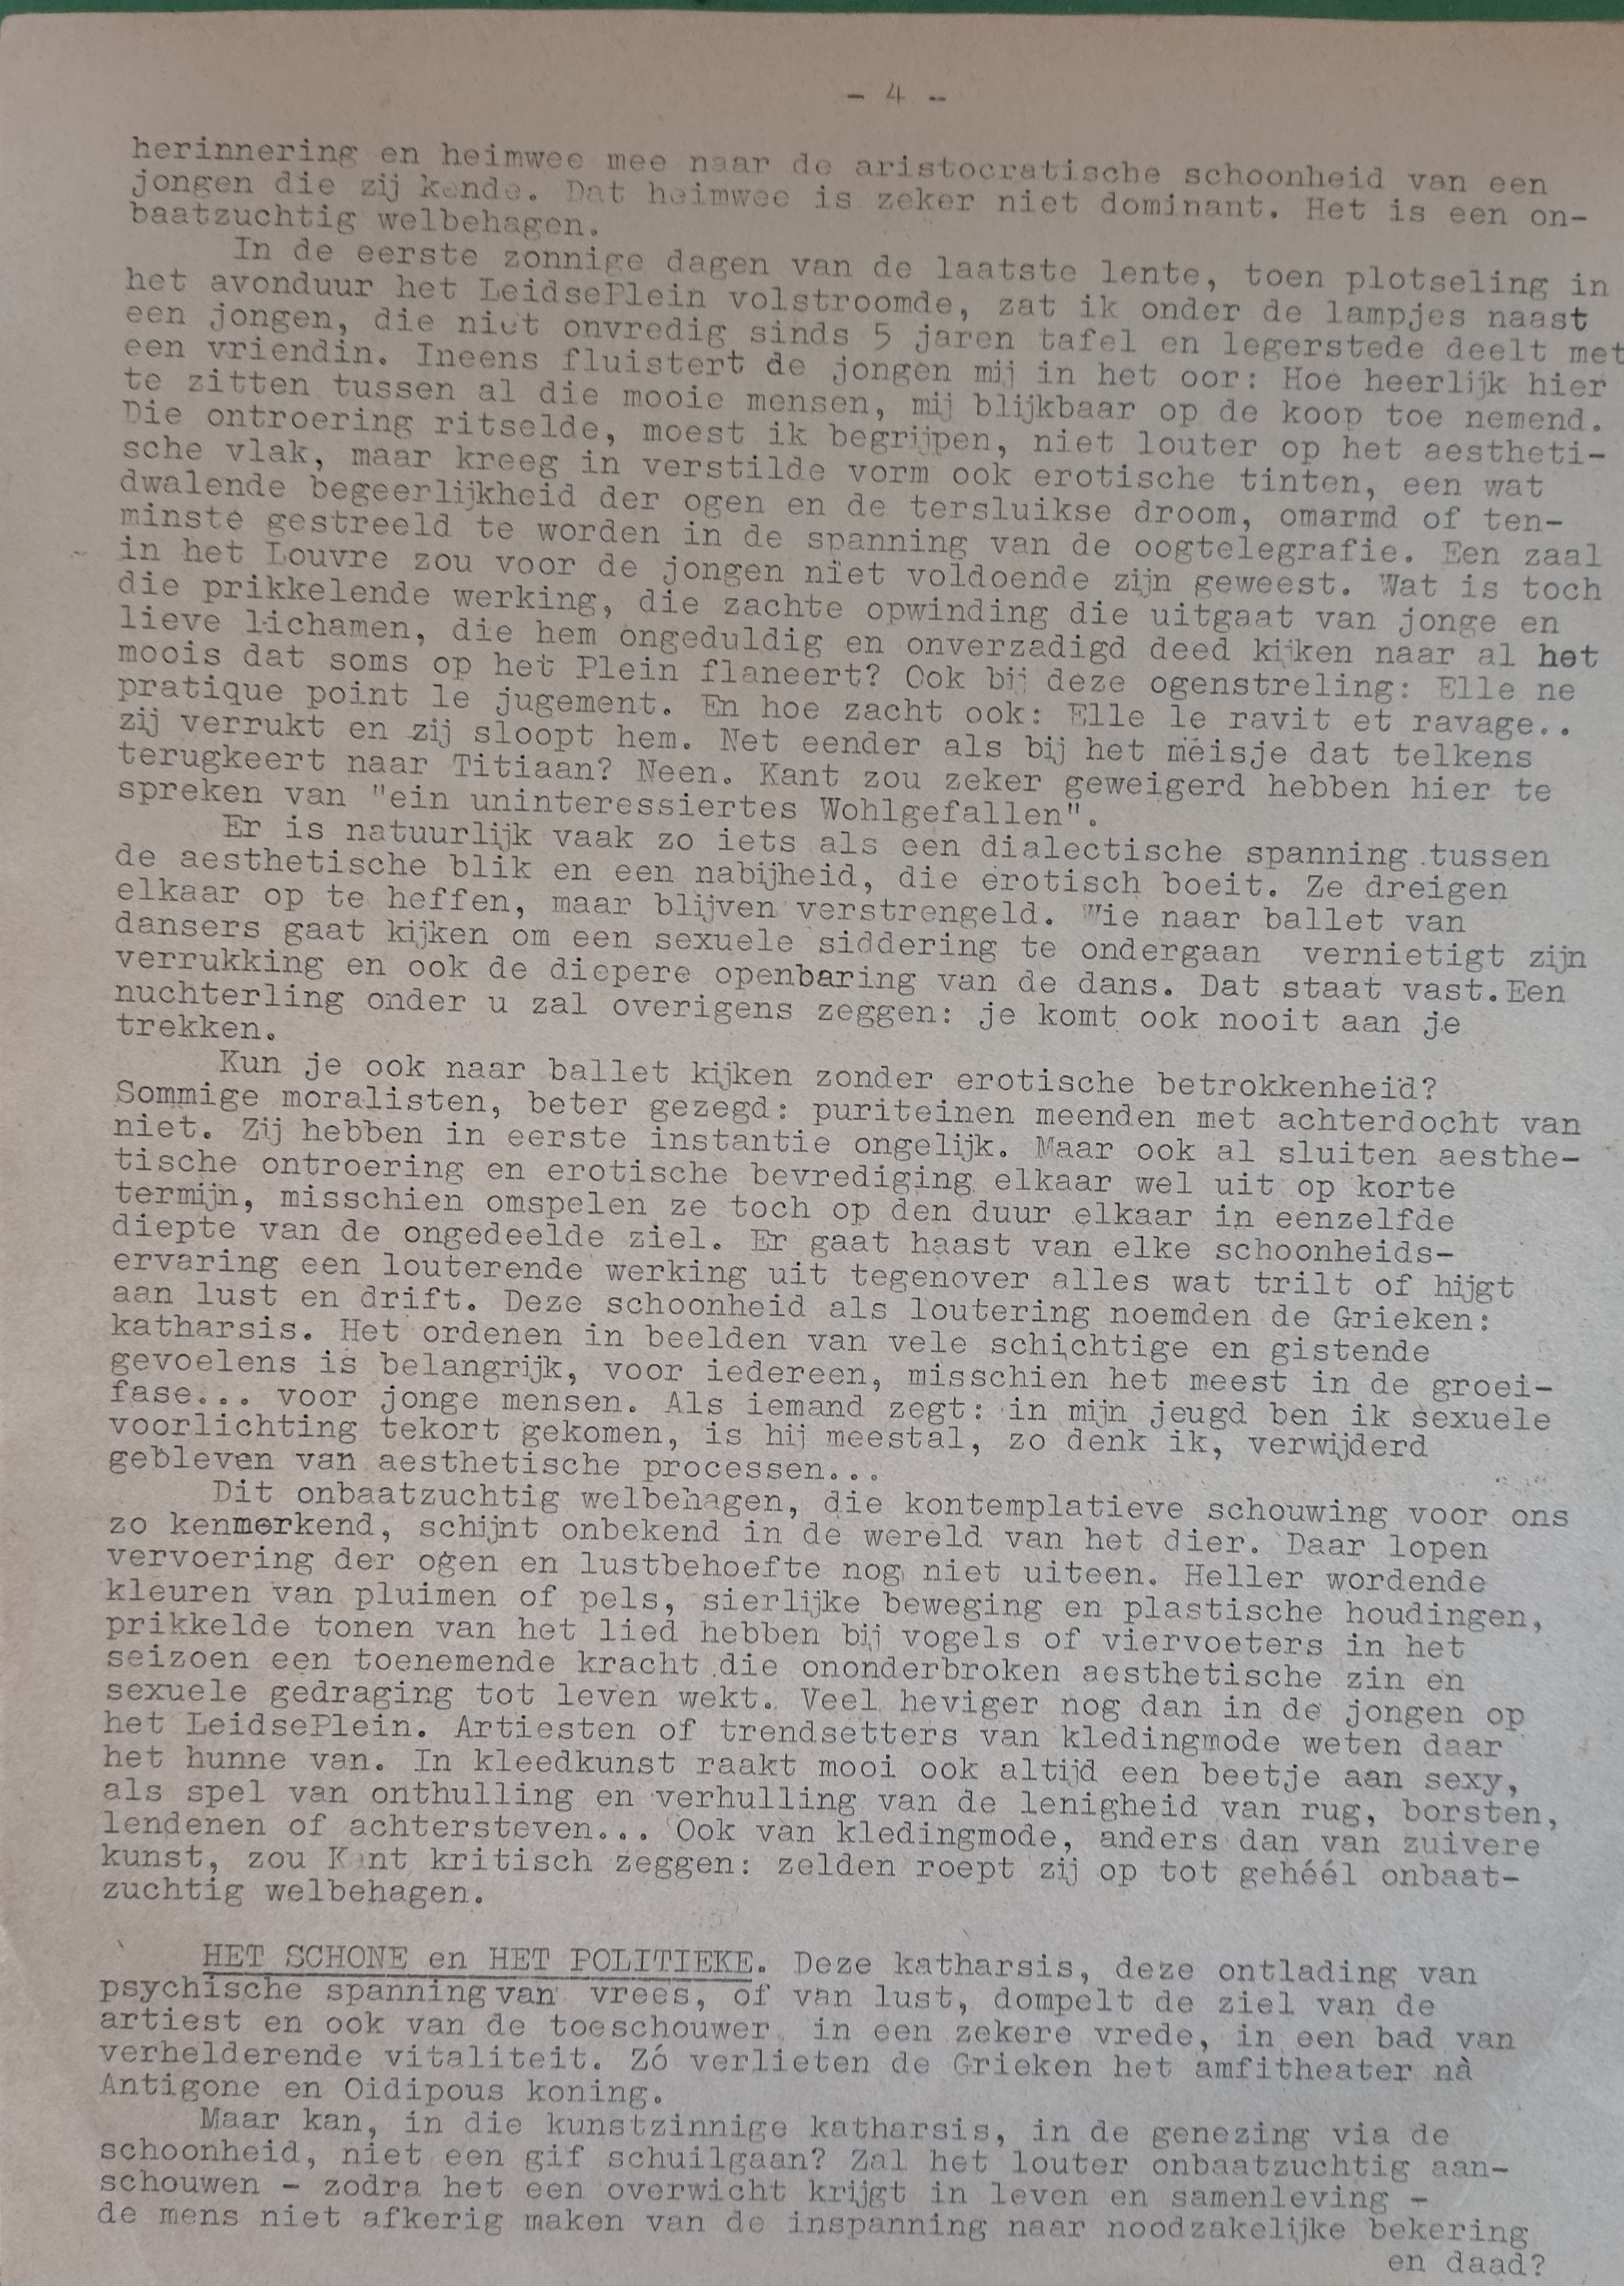 - 4 -
herinnering en heimwee mee naar de aristocratische schoonheid van een
jongen die zij kende. Dat heimwee is zeker niet dominant. Het is een on-
baatzuchtig welbehagen.
In de eerste zonnige dagen van de laatste lente, toen plotseling in
het avonduur het LeidsePlein volstroomde, zat ik onder de lampjes naast
een jongen, die niet onvredig sinds 5 jaren tafel en legerstede deelt met
een vriendin. Ineens fluistert de jongen mij in het oor: Hoe heerlijk hier
te zitten tussen al die mooie mensen, mij blijkbaar op de koop toe nemend.
Die ontroering ritselde, moest ik begrijpen, niet louter op het aestheti-
sche vlak, maar kreeg in verstilde vorm ook erotische tinten, een wat
dwalende begeerlijkheid der ogen en de tersluikse droom, omarmd of ten-
minste gestreeld te worden in de spanning van de oogtelegrafie. Een zaal
in het Louvre zou voor de jongen niet voldoende zijn geweest. Wat is toch
die prikkelende werking, die zachte opwinding die uitgaat van jonge en
lieve lichamen, die hem ongeduldig en onverzadigd deed kijken naar al het
moois dat soms op het Plein flaneert? Ook bij deze ogenstreling: Elle ne
pratique point le jugement. En hoe zacht ook: Elle le ravit et ravage..
zij verrukt en zij sloopt hem. Net eender als bij het meisje dat telkens
terugkeert naar Titiaan? Neen. Kant zou zeker geweigerd hebben hier te
spreken van "ein uninteressiertes Wohlgefallen".
Er is natuurlijk vaak zo iets als een dialectische spanning tussen
de aesthetische blik en een nabijheid, die erotisch boeit. Ze dreigen
elkaar op te heffen, maar blijven verstrengeld. Wie naar ballet van
dansers gaat kijken om een sexuele siddering te ondergaan vernietigt zijn
verrukking en ook de diepere openbaring van de dans. Dat staat vast.Een
nuchterling onder u zal overigens zeggen: je komt ook nooit aan je
trekken.
Kun je ook naar ballet kijken zonder erotische betrokkenheid?
Sommige moralisten, beter gezegd: puriteinen meenden met achterdocht van
niet. Zij hebben in eerste instantie ongelijk. Maar ook al sluiten aesthe-
tische ontroering en erotische bevrediging elkaar wel uit op korte
termijn, misschien omspelen ze toch op den duur elkaar in eenzelfde
diepte van de ongedeelde ziel. Er gaat haast van elke schoonheids-
ervaring een louterende werking uit tegenover alles wat trilt of hijgt
aan lust en drift. Deze schoonheid als loutering noemden de Grieken:
katharsis. Het ordenen in beelden van vele schichtige en gistende
gevoelens is belangrijk, voor iedereen, misschien het meest in de groei-
fase... voor jonge mensen. Als iemand zegt: in mijn jeugd ben ik sexuele
voorlichting tekort gekomen, is hij meestal, zo denk ik, verwijderd
gebleven van aesthetische processen...
Dit onbaatzuchtig welbehagen, die kontemplatieve schouwing voor ons
zo kenmerkend, schijnt onbekend in de wereld van het dier. Daar lopen
vervoering der ogen en lustbehoefte nog niet uiteen. Heller wordende
kleuren van pluimen of pels, sierlijke beweging en plastische houdingen,
prikkelde tonen van het lied hebben bij vogels of viervoeters in het
seizoen een toenemende kracht die ononderbroken aesthetische zin en
sexuele gedraging tot leven wekt. Veel heviger nog dan in de jongen op
het LeidsePlein. Artiesten of trendsetters van kledingmode weten daar
het hunne van. In kleedkunst raakt mooi ook altijd een beetje aan sexy,
als spel van onthulling en verhulling van de lenigheid van rug, borsten,
lendenen of achtersteven... Ook van kledingmode, anders dan van zuivere
kunst, zou Kant kritisch zeggen: zelden roept zij op tot gehéél onbaat-
zuchtig welbehagen.
HET SCHONE en HET POLITIEKE. Deze katharsis, deze ontlading van
psychische spanning van vrees, of van lust, dompelt de ziel van de
artiest en ook van de toeschouwer in een zekere vrede, in een bad van
verhelderende vitaliteit. Zó verlieten de Grieken het amfitheater nà
Antigone en Oidipous koning.
Maar kan, in die kunstzinnige katharsis, in de genezing via de
schoonheid, niet een gif schuilgaan? Zal het louter onbaatzuchtig aan-
schouwen - zodra het een overwicht krijgt in leven en samenleving -
de mens niet afkerig maken van de inspanning naar noodzakelijke bekering
en daad?